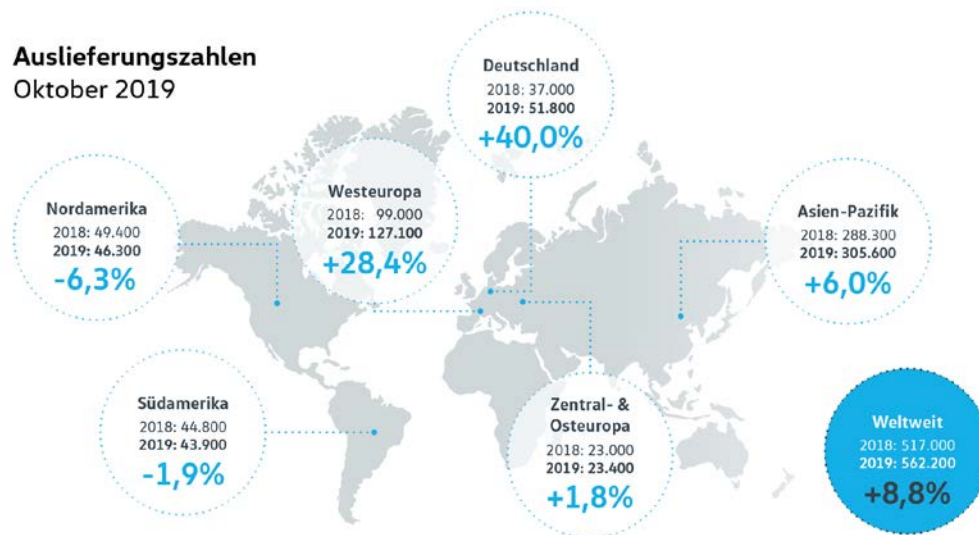 Auslieferungszahlen
Oktober 2019
Deutschland
2018: 37.000
2019: 51.800
+40,0%
Nordamerika
2018: 49.400
2019: 46.300
-6,3%
Westeuropa
2018: 99.000
2019: 127.100
+28,4%
Asien-Pazifik
2018: 288.300
2019: 305.600
+6,0%
Südamerika
2018: 44.800
2019: 43.900
-1,9%
Zentral- &
Osteuropa
2018: 23.000
2019: 23.400
+1,8%
Weltweit
2018: 517.000
2019: 562.200
+8,8%